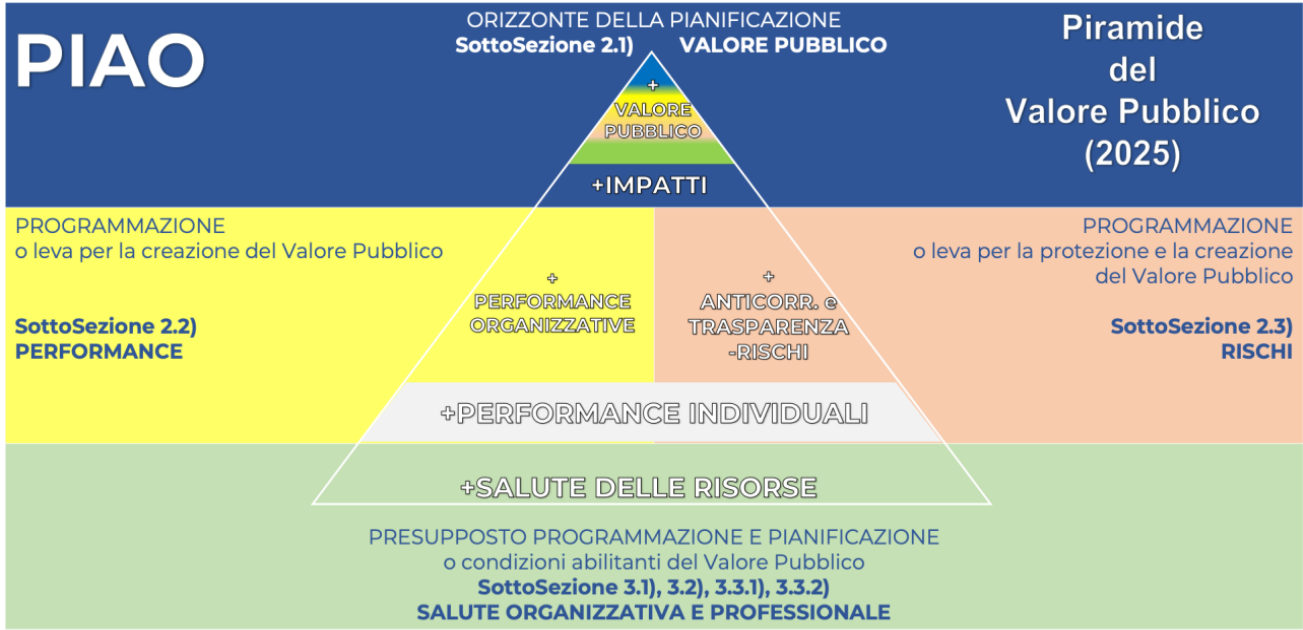 PIAO
ORIZZONTE DELLA PIANIFICAZIONE
SottoSezione 2.1) VALORE PUBBLICO
Piramide
del
Valore Pubblico
(2025)
+
VALORE
PUBBLICO
+IMPATTI
PROGRAMMAZIONE
o leva per la creazione del Valore Pubblico
SottoSezione 2.2)
PERFORMANCE
+
PERFORMANCE
ORGANIZZATIVE
+
ANTICORR. e
TRASPARENZA
-RISCHI
PROGRAMMAZIONE
o leva per la protezione e la creazione
del Valore Pubblico
SottoSezione 2.3)
RISCHI
+PERFORMANCE INDIVIDUALI
+SALUTE DELLE RISORSE
PRESUPPOSTO PROGRAMMAZIONE E PIANIFICAZIONE
o condizioni abilitanti del Valore Pubblico
SottoSezione 3.1), 3.2), 3.3.1), 3.3.2)
SALUTE ORGANIZZATIVA E PROFESSIONALE